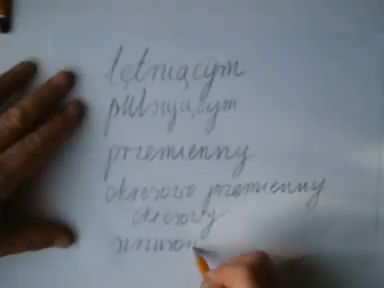 tętniącym
pulsującym
przemienny
okresowo przemienny
okresowy